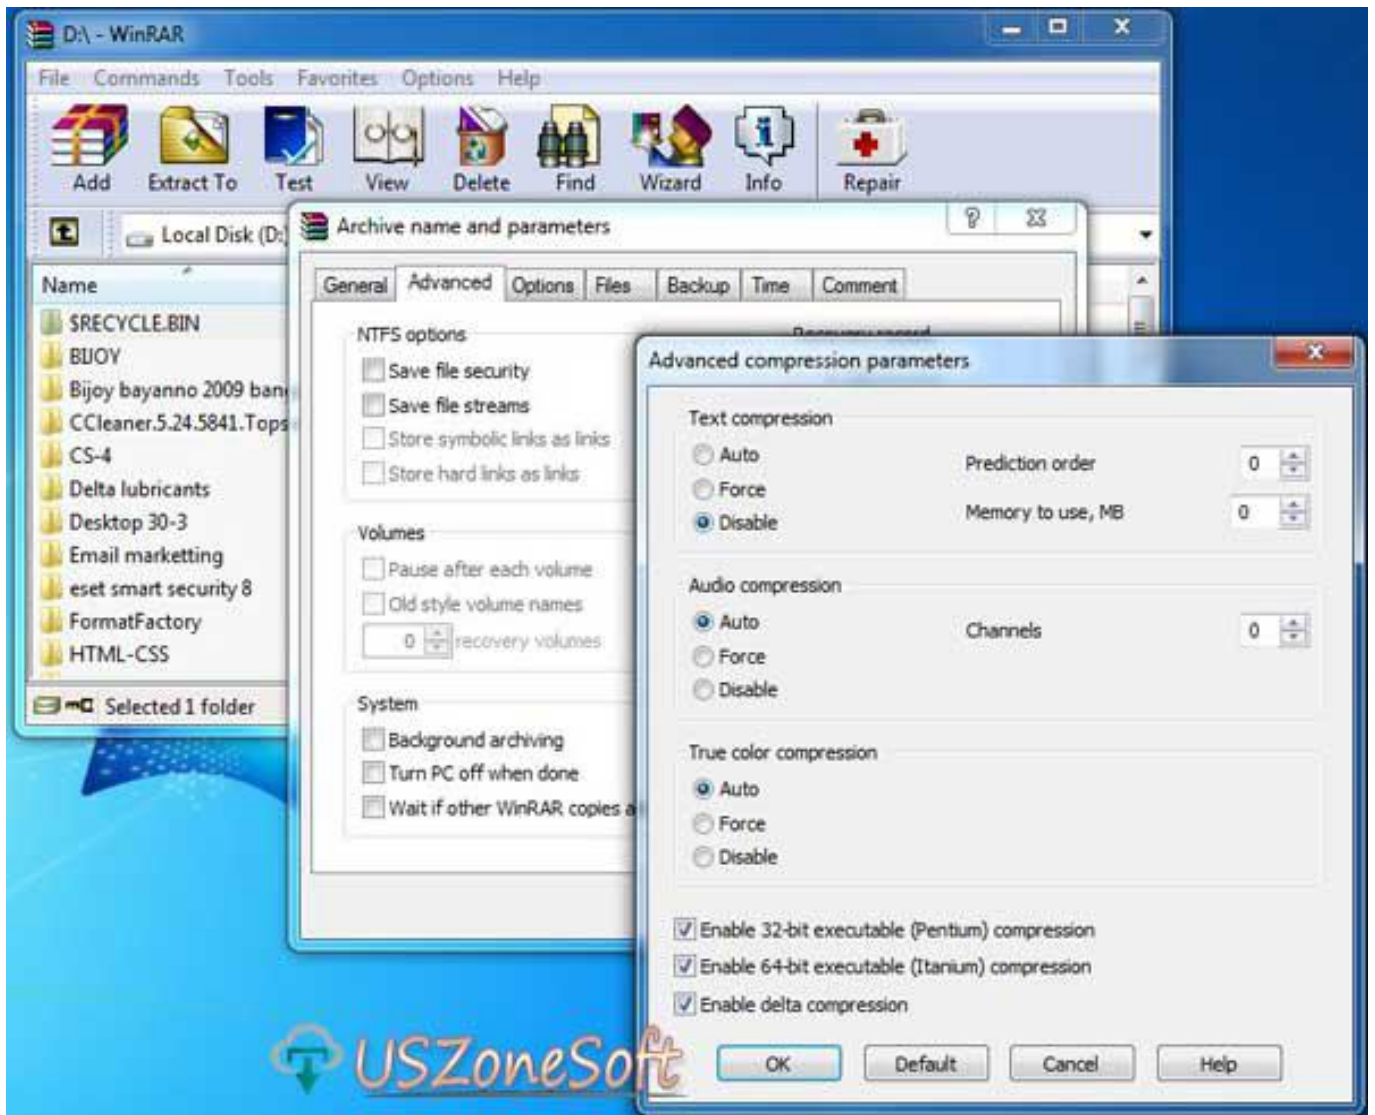 D:\ - WinRAR
File Commands Tools Favorites Options Help
Add Extract To Test View Delete Find Wizard Info Repair
Local Disk (D:)
Name
$RECYCLE.BIN
BIJOY
Bijoy bayanno 2009 ban
CCleaner.5.24.5841.Tops
CS-4
Delta lubricants
Desktop 30-3
Email marketting
eset smart security 8
FormatFactory
HTML-CSS
Selected 1 folder
Archive name and parameters
General Advanced Options Files Backup Time Comment
NTFS options
Save file security
Save file streams
Store symbolic links as links
Store hard links as links
Volumes
Pause after each volume
Old style volume names
0 recovery volumes
System
Background archiving
Turn PC off when done
Wait if other WinRAR copies a
Recovery record
Advanced compression parameters
Text compression
Auto
Force
Disable
Prediction order 0
Memory to use, MB 0
Audio compression
Auto
Force
Disable
Channels 0
True color compression
Auto
Force
Disable
Enable 32-bit executable (Pentium) compression
Enable 64-bit executable (Itanium) compression
Enable delta compression
OK Default Cancel Help
USZoneSoft